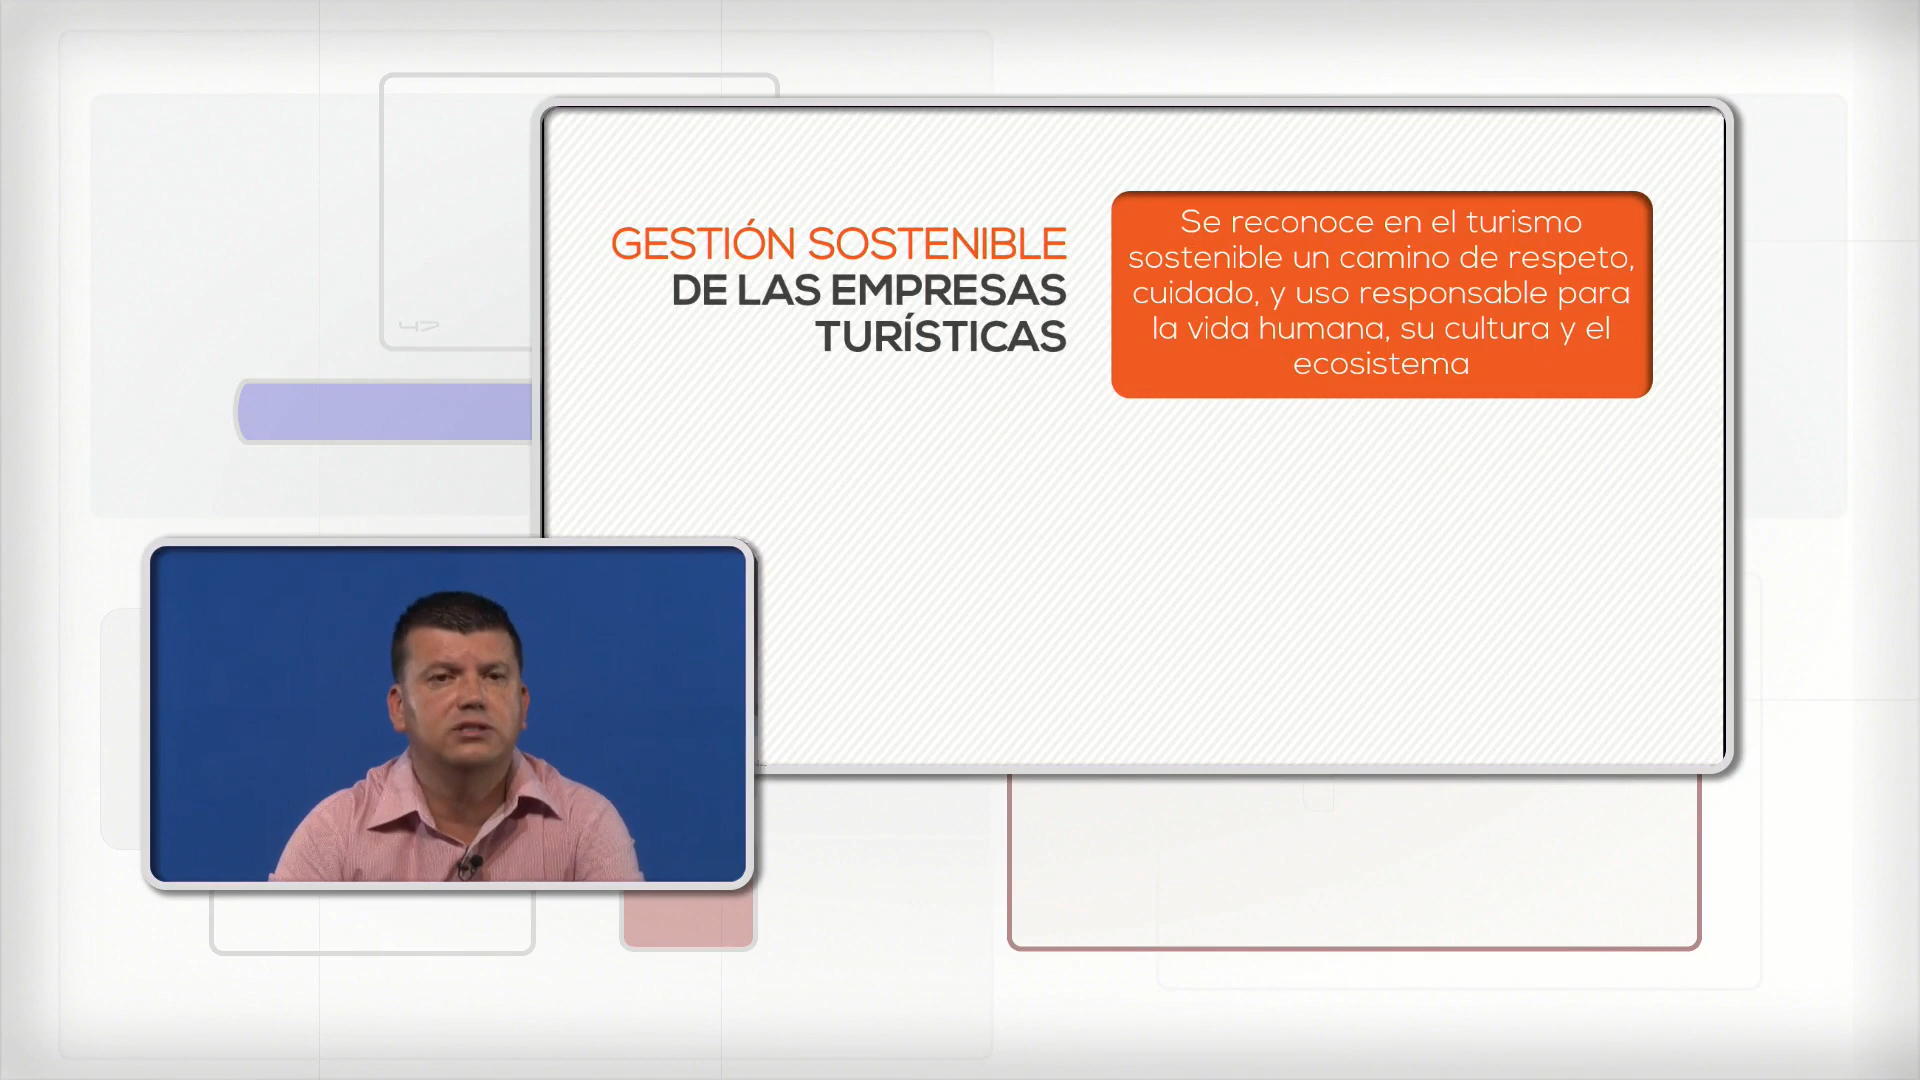 GESTIÓN SOSTENIBLE
DE LAS EMPRESAS
TURÍSTICAS
Se reconoce en el turismo
sostenible un camino de respeto,
cuidado, y uso responsable para
la vida humana, su cultura y el
ecosistema